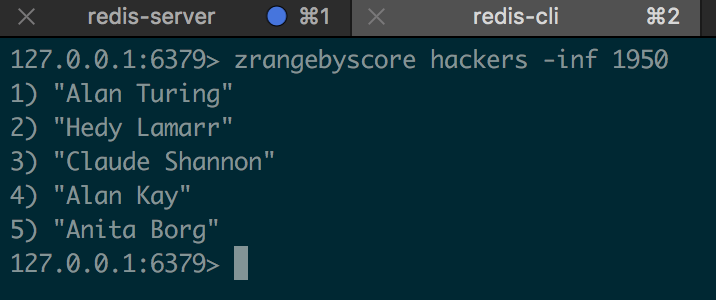 redis-server ⌘1 redis-cli ⌘2
127.0.0.1:6379> zrangebyscore hackers -inf 1950
1) "Alan Turing"
2) "Hedy Lamarr"
3) "Claude Shannon"
4) "Alan Kay"
5) "Anita Borg"
127.0.0.1:6379>